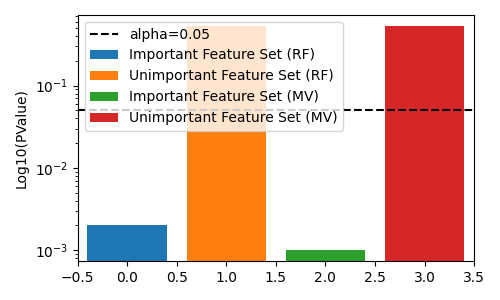 alpha=0.05
Important Feature Set (RF)
Unimportant Feature Set (RF)
Important Feature Set (MV)
Unimportant Feature Set (MV)
Log10(PValue)
10⁻¹
10⁻²
10⁻³
−0.5 0.0 0.5 1.0 1.5 2.0 2.5 3.0 3.5